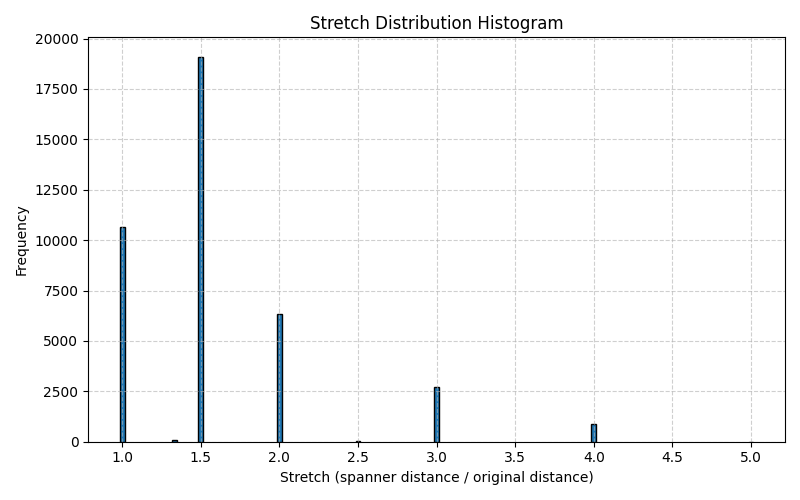 Stretch Distribution Histogram
20000
17500
15000
12500
10000
7500
5000
2500
0
Frequency
1.0 1.5 2.0 2.5 3.0 3.5 4.0 4.5 5.0
Stretch (spanner distance / original distance)